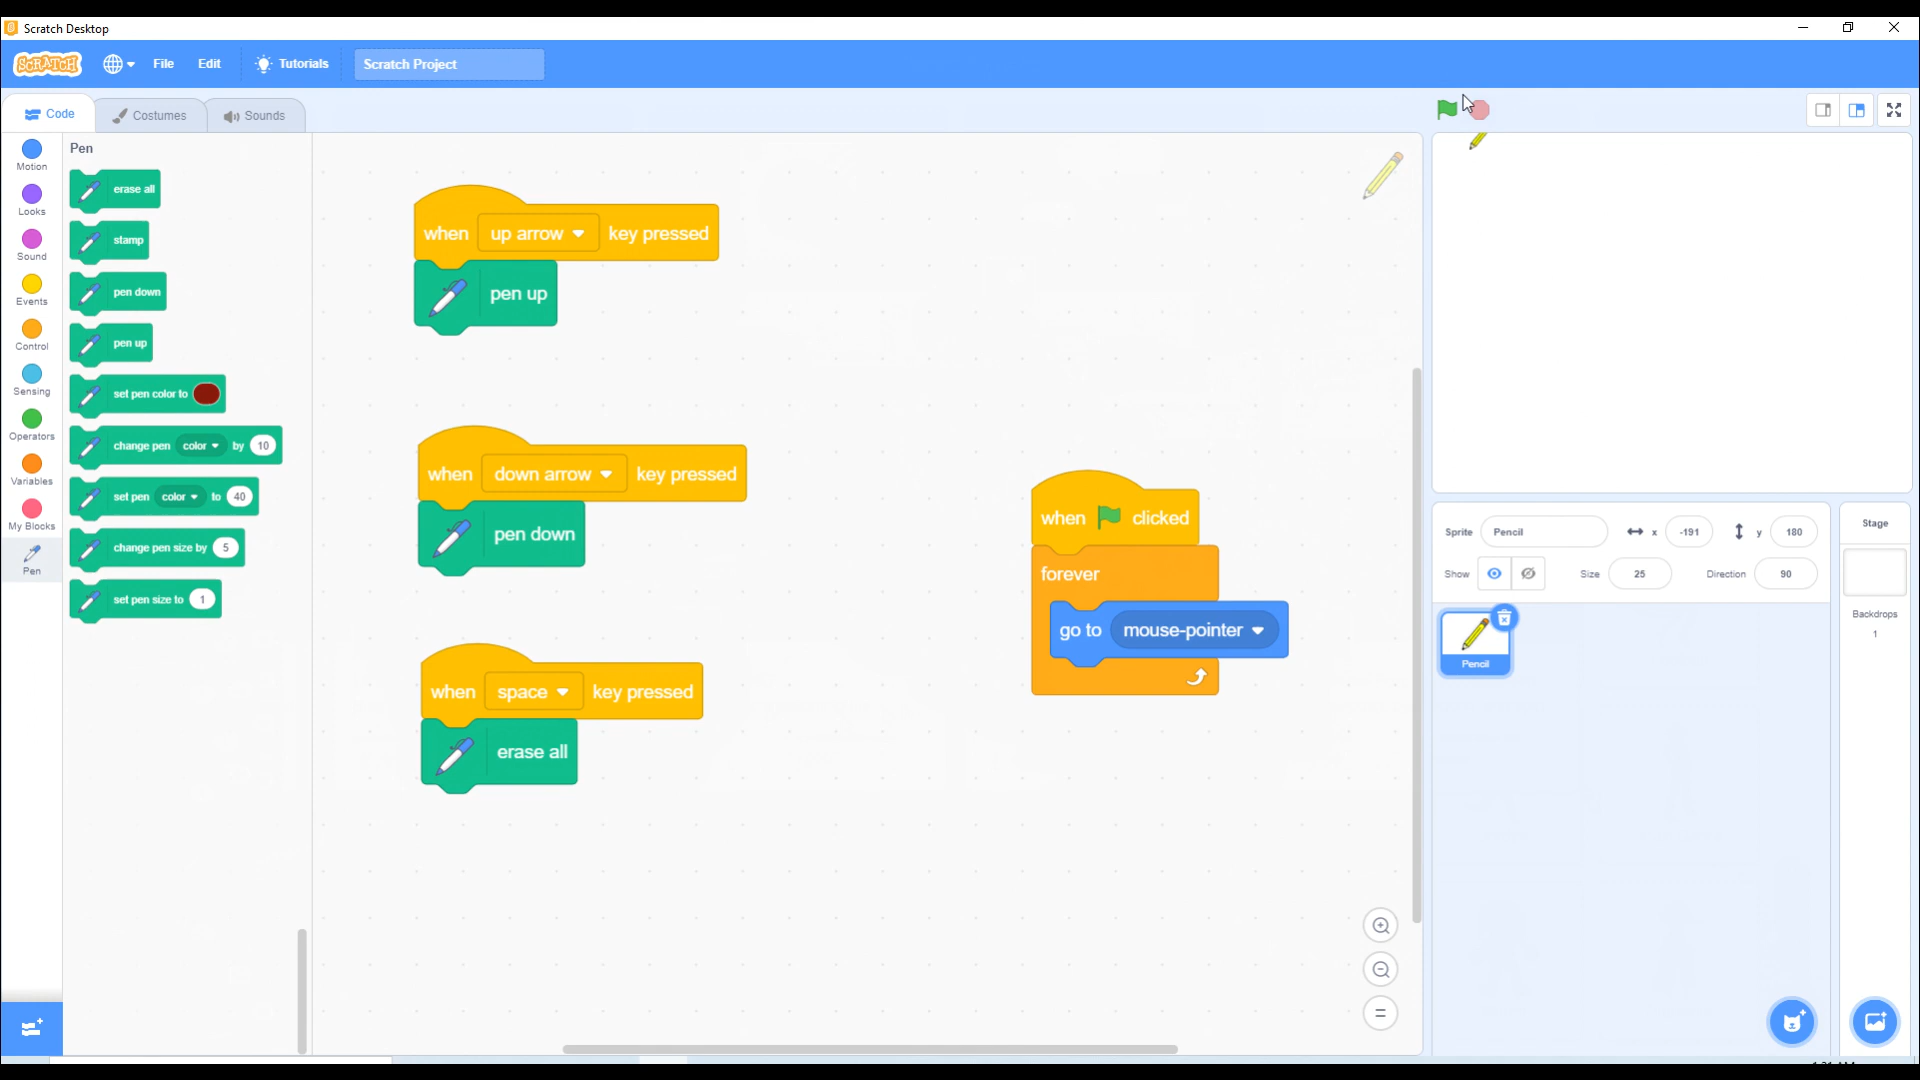 Scratch Desktop
SCRATCH
File
Edit
Tutorials
Scratch Project
Code
Costumes
Sounds
Motion
Looks
Sound
Events
Control
Sensing
Operators
Variables
My Blocks
Pen
Pen
erase all
stamp
pen down
pen up
set pen color to
change pen color by 10
set pen color to 40
change pen size by 5
set pen size to 1
when up arrow key pressed
pen up
when down arrow key pressed
pen down
when space key pressed
erase all
when clicked
forever
go to mouse-pointer
Sprite Pencil x -191 y 180
Show Size 25 Direction 90
Pencil
Stage
Backdrops
1